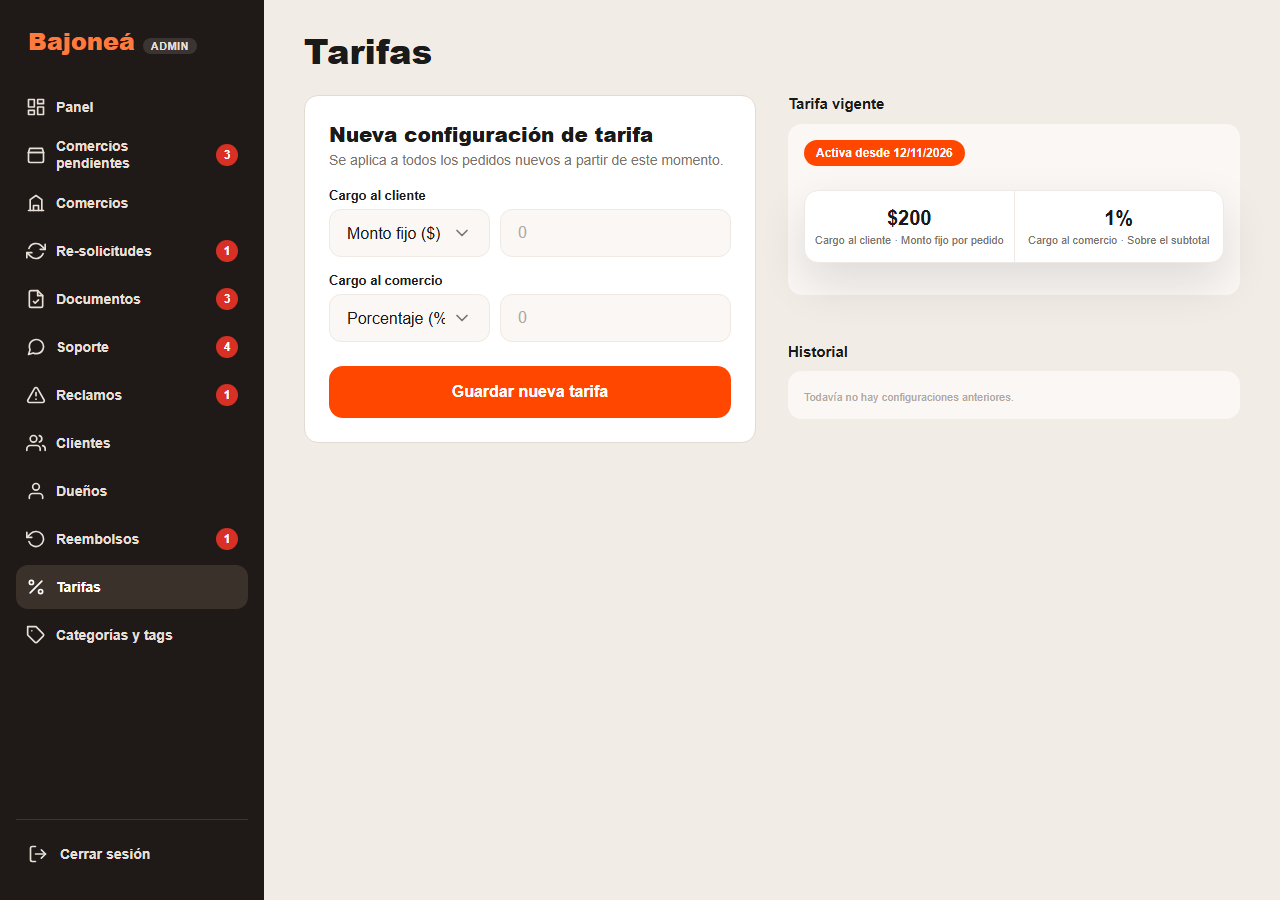 Bajoneá ADMIN
Panel
Comercios
pendientes
3
Comercios
Re-solicitudes 1
Documentos 3
Soporte 4
Reclamos 1
Clientes
Dueños
Reembolsos 1
Tarifas
Categorías y tags
Cerrar sesión
Tarifas
Nueva configuración de tarifa
Se aplica a todos los pedidos nuevos a partir de este momento.
Cargo al cliente
Monto fijo ($) 0
Cargo al comercio
Porcentaje (% 0
Guardar nueva tarifa
Tarifa vigente
Activa desde 12/11/2026
$200
Cargo al cliente · Monto fijo por pedido
1%
Cargo al comercio · Sobre el subtotal
Historial
Todavía no hay configuraciones anteriores.